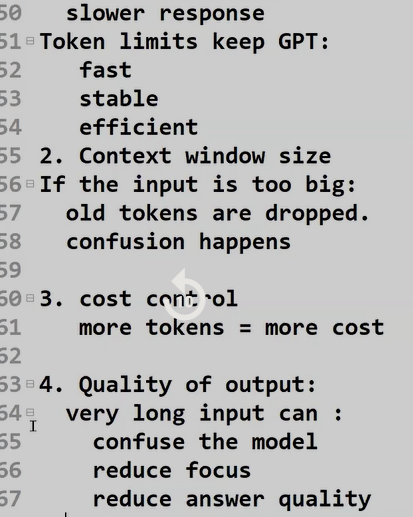 50 slower response
51 Token limits keep GPT:
52 fast
53 stable
54 efficient
55 2. Context window size
56 If the input is too big:
57 old tokens are dropped.
58 confusion happens
59
60 3. cost control
61 more tokens = more cost
62
63 4. Quality of output:
64 very long input can :
65 confuse the model
66 reduce focus
67 reduce answer quality